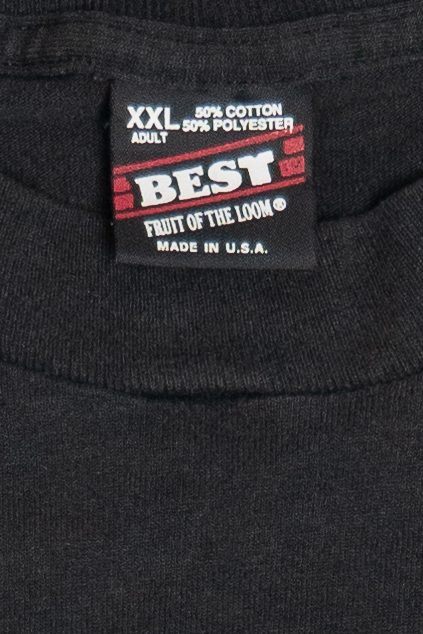 XXL 50% COTTON
ADULT 50% POLYESTER
BEST
FRUIT OF THE LOOM®
MADE IN U.S.A.